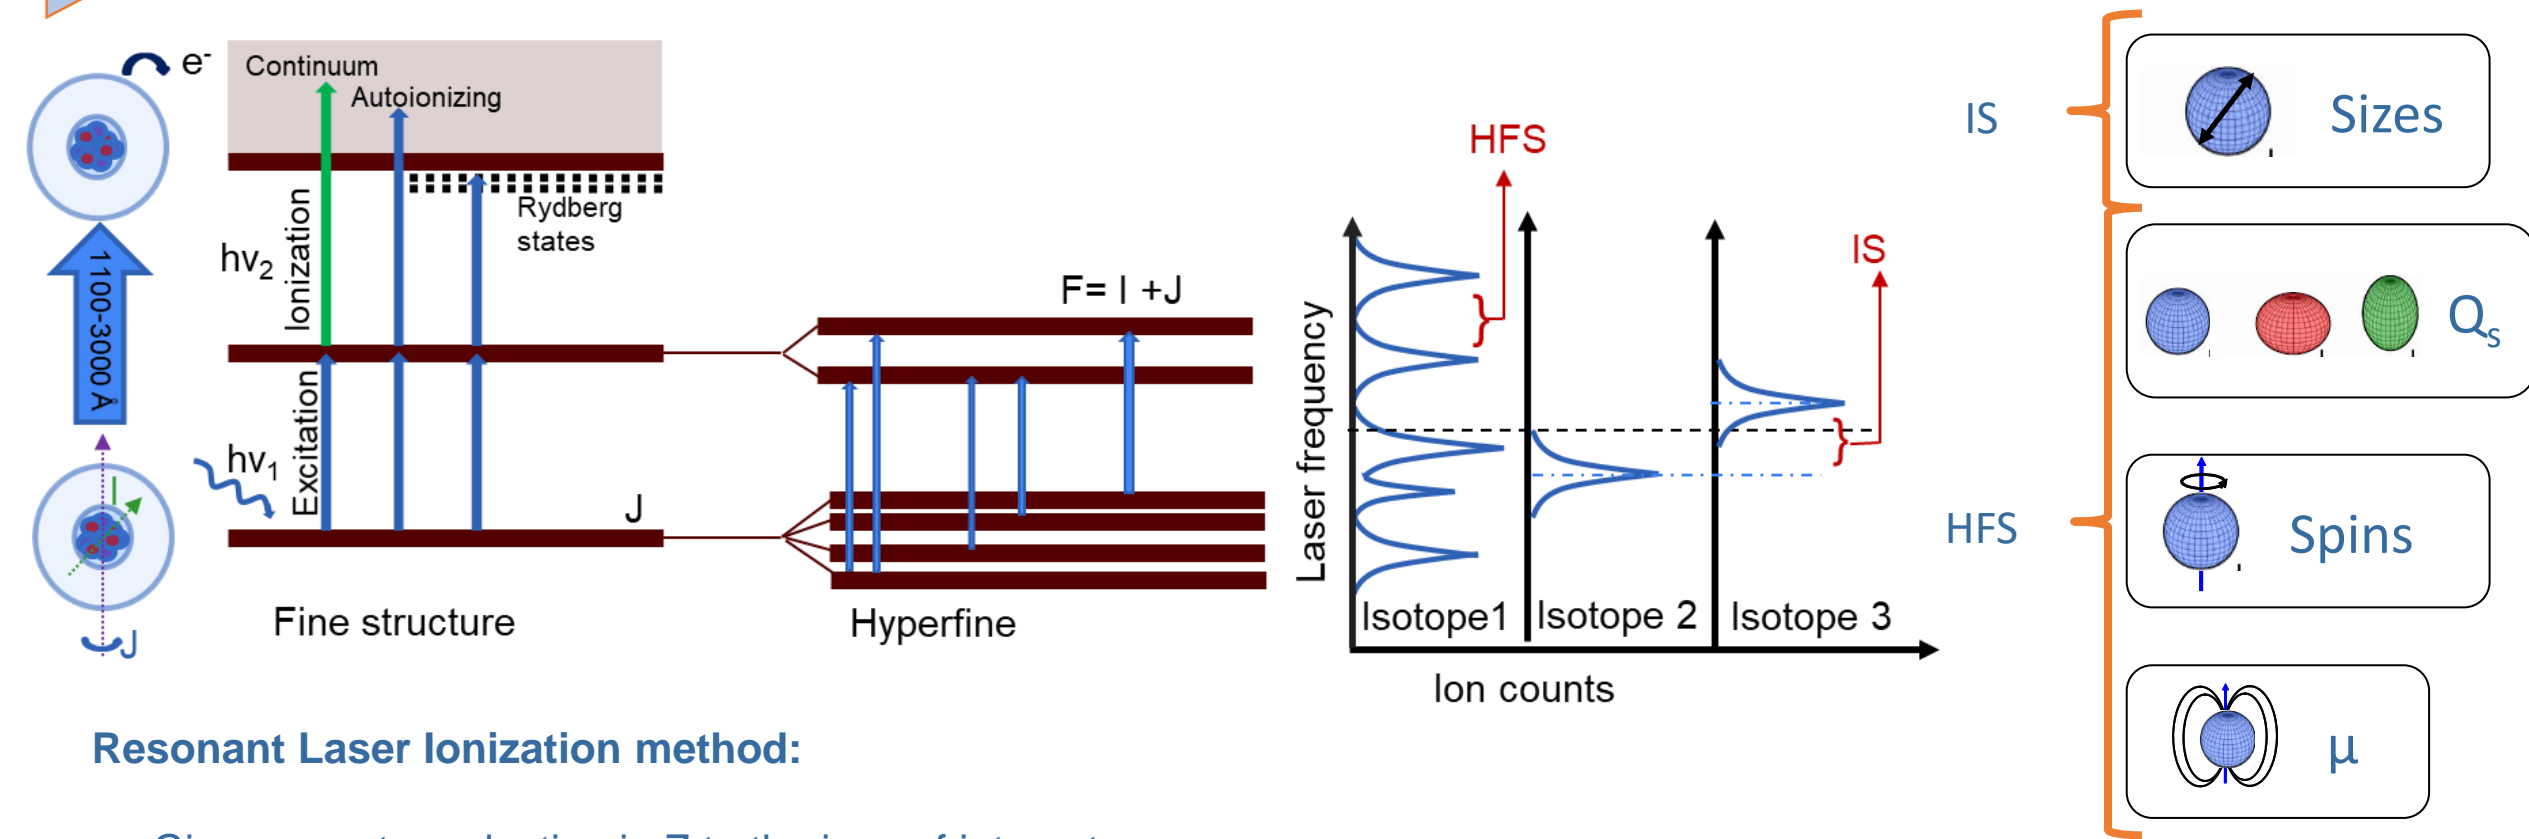 e-
Continuum
Autoionizing
Rydberg
states
hν2
Ionization
1100-3000 Å
hν1
Excitation
J
I
J
Fine structure
F= I +J
Hyperfine
HFS
IS
Laser frequency
Isotope1
Isotope 2
Isotope 3
Ion counts
IS
Sizes
Qs
HFS
Spins
μ
Resonant Laser Ionization method: